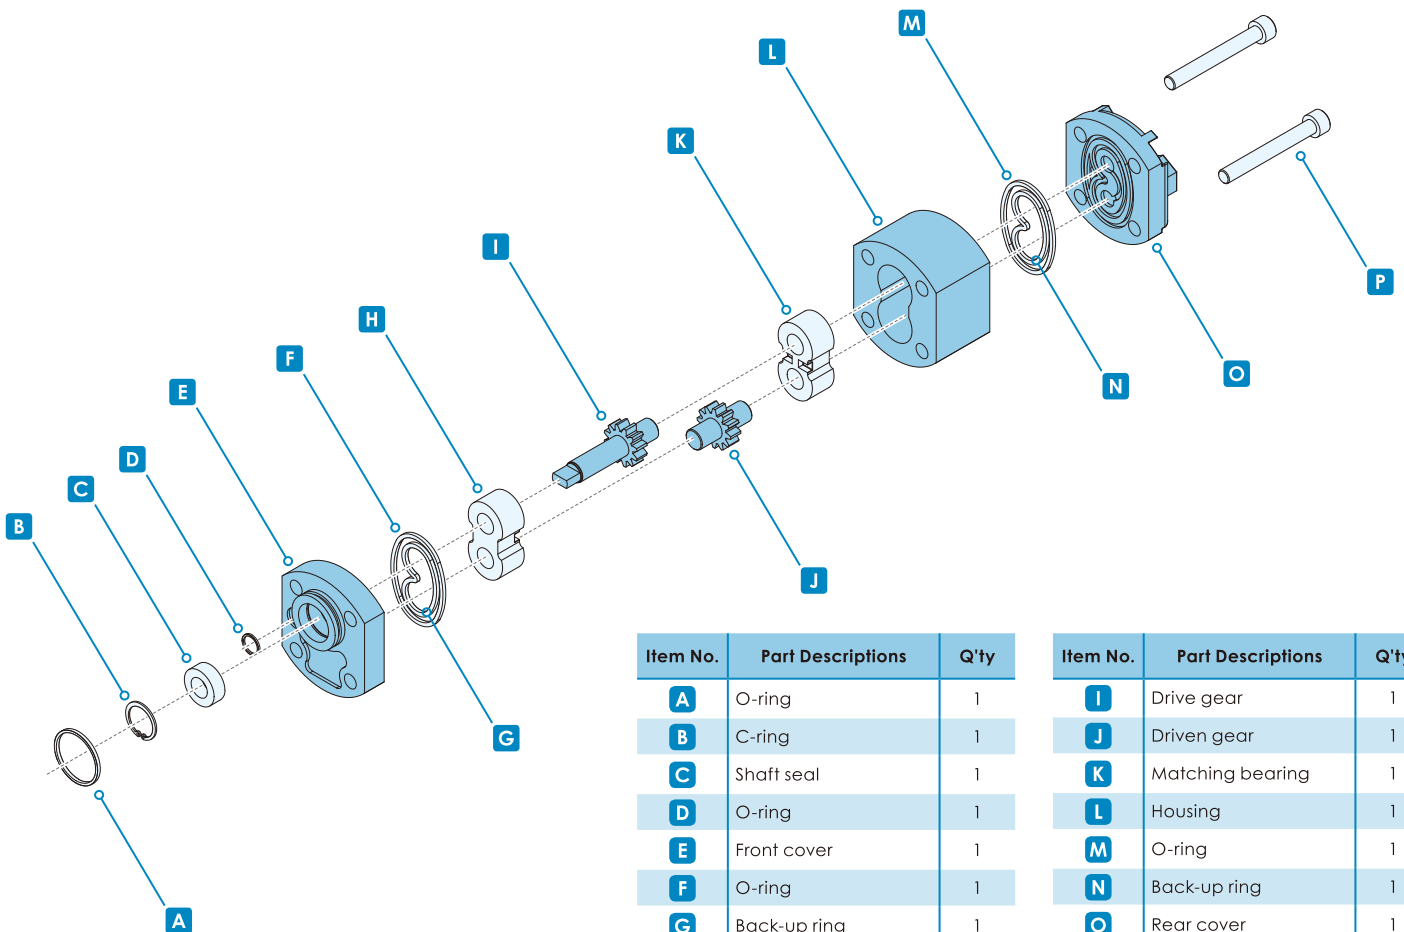 M
L
K
I
P
H
F
N
O
E
D
C
B
J
G
A
Item No. Part Descriptions Q'ty
A O-ring 1
B C-ring 1
C Shaft seal 1
D O-ring 1
E Front cover 1
F O-ring 1
G Back-up ring 1
Item No. Part Descriptions Q'ty
I Drive gear 1
J Driven gear 1
K Matching bearing 1
L Housing 1
M O-ring 1
N Back-up ring 1
O Rear cover 1